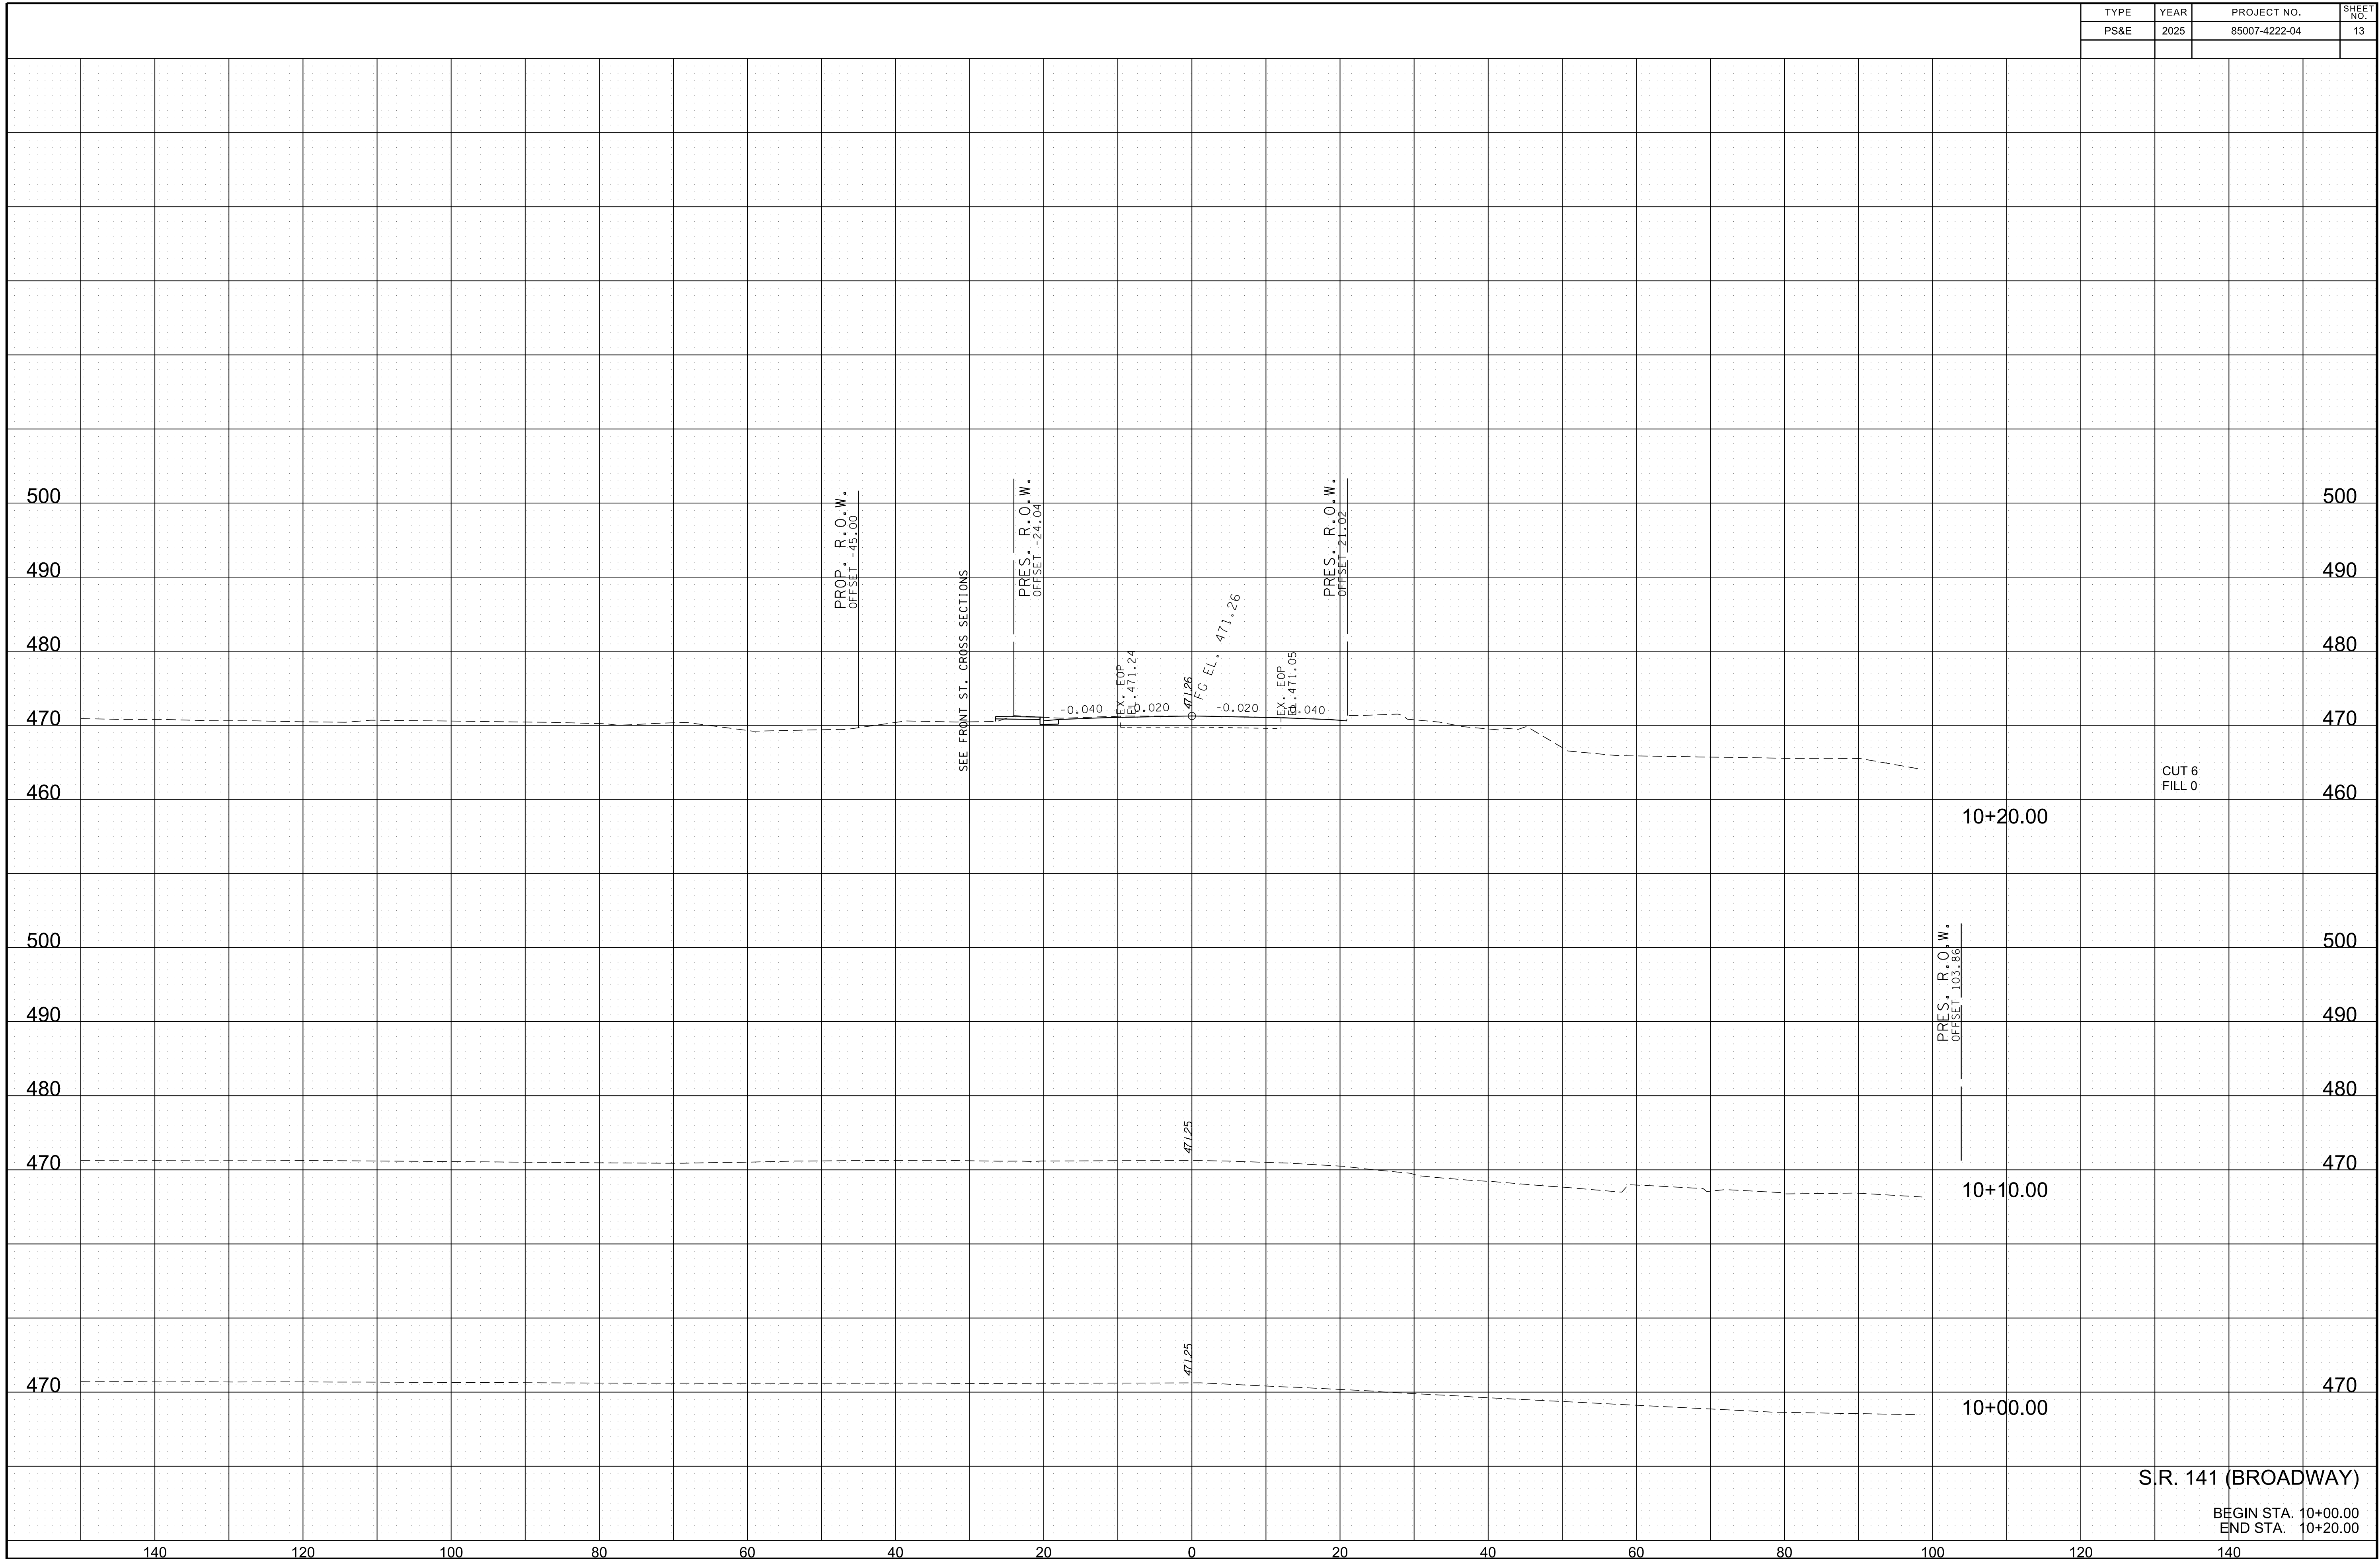 TYPE YEAR PROJECT NO. SHEET NO.
PS&E 2025 85007-4222-04 13
500 500
490 490
480 480
470 470
460 460
PROP. R.O.W.
OFFSET -45.00
SEE FRONT ST. CROSS SECTIONS
PRES. R.O.W.
OFFSET -24.04
PRES. R.O.W.
OFFSET 21.02
-0.040
EX. EOP
EL.471.24
-0.020
471.26
FG EL. 471.26
-0.020
EX. EOP
EL.471.05
-0.040
CUT 6
FILL 0
10+20.00
500 500
490 490
480 480
470 470
PRES. R.O.W.
OFFSET 103.86
471.25
10+10.00
471.25
470 470
10+00.00
S.R. 141 (BROADWAY)
BEGIN STA. 10+00.00
END STA. 10+20.00
140 120 100 80 60 40 20 0 20 40 60 80 100 120 140